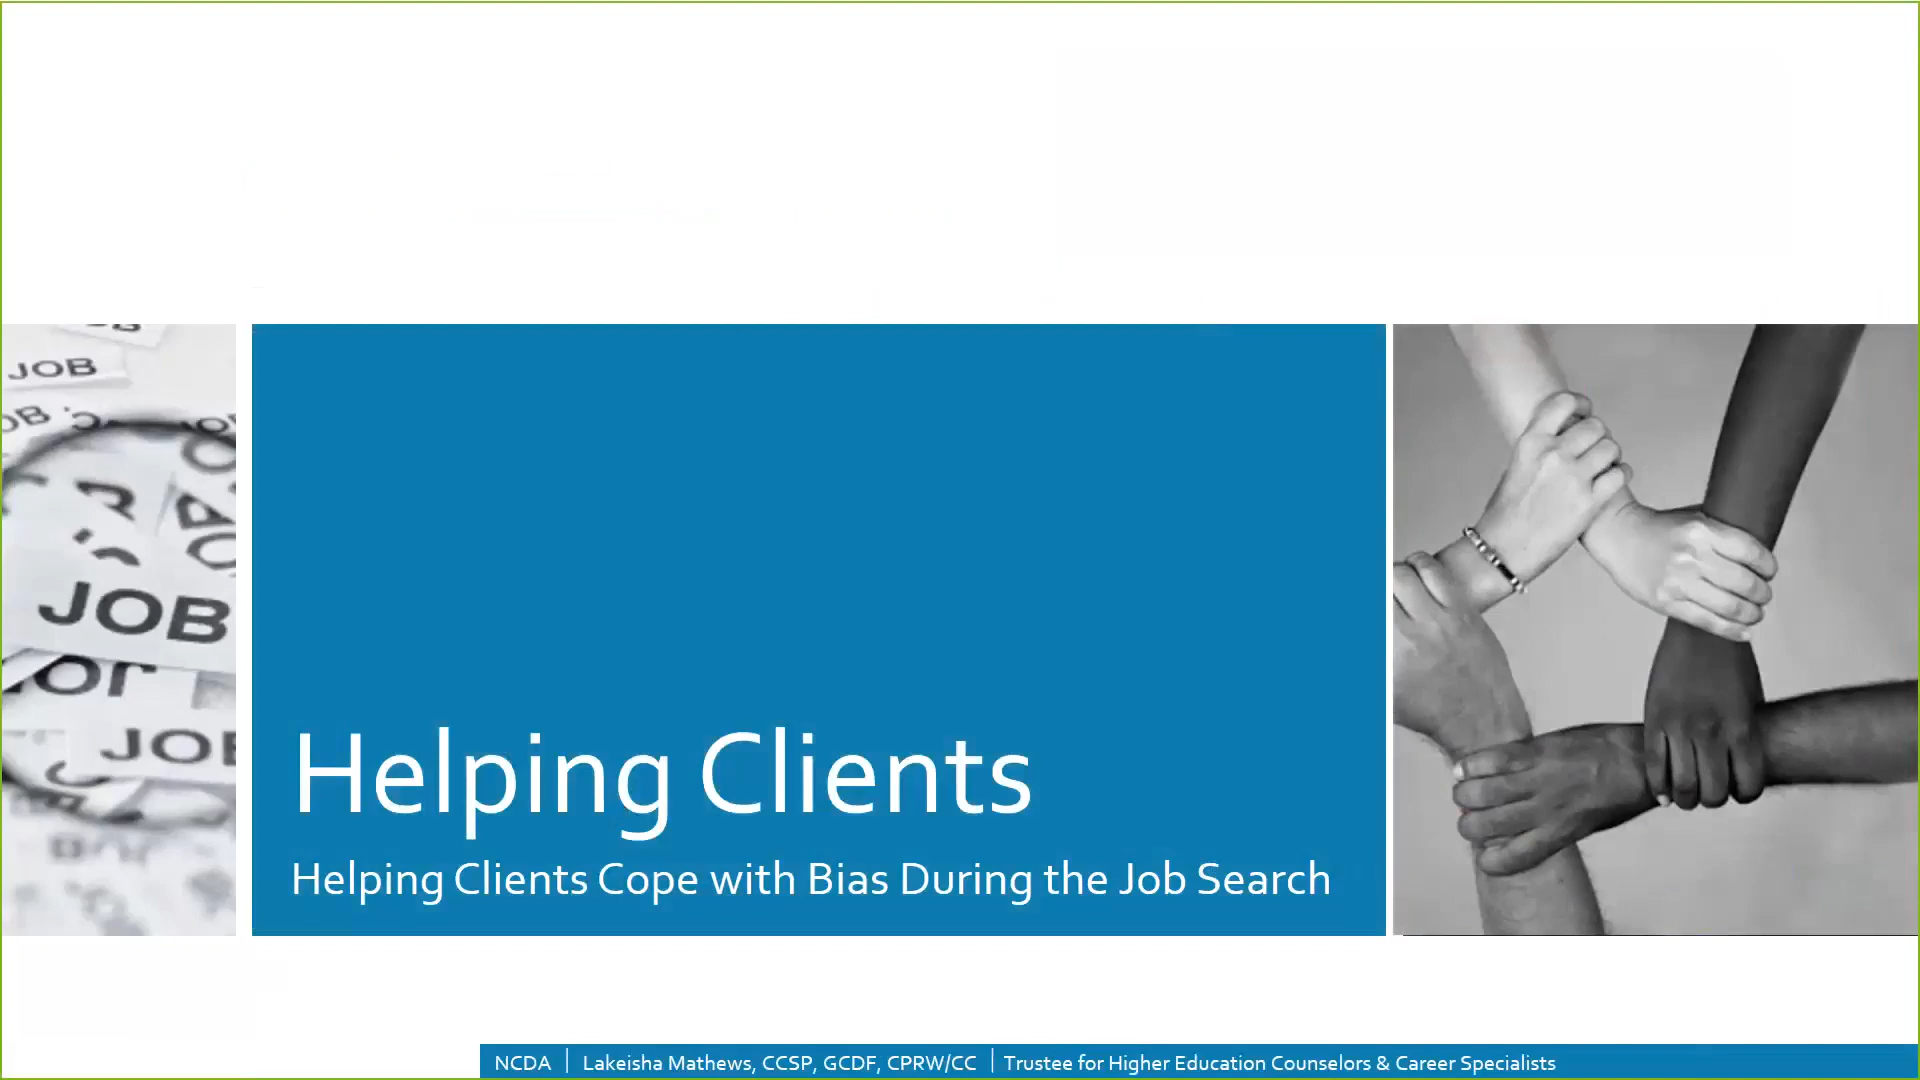 JOB
JOB
JOB
Helping Clients
Helping Clients Cope with Bias During the Job Search
NCDA | Lakeisha Mathews, CCSP, GCDF, CPRW/CC | Trustee for Higher Education Counselors & Career Specialists